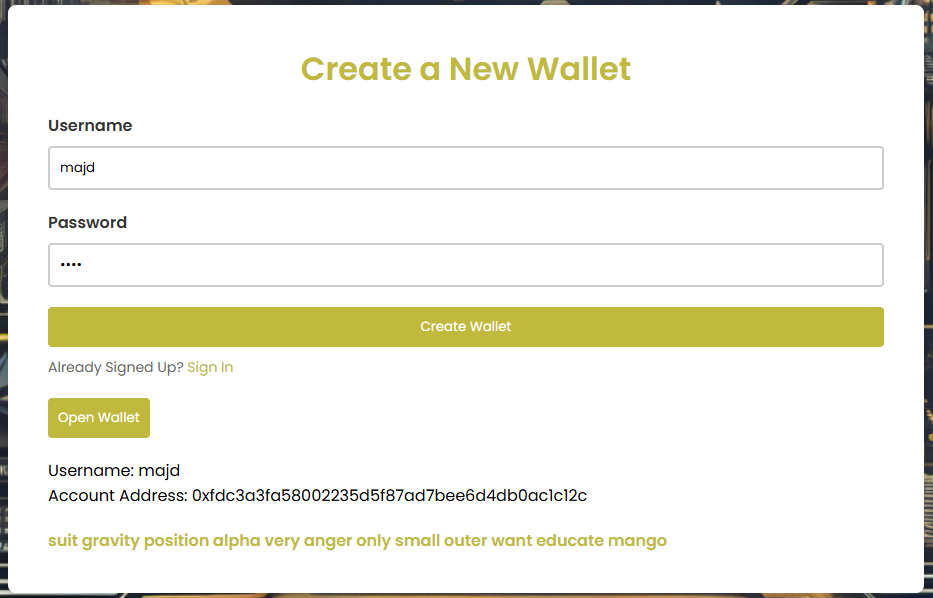 Create a New Wallet
Username
majd
Password
••••
Create Wallet
Already Signed Up? Sign In
Open Wallet
Username: majd
Account Address: 0xfdc3a3fa58002235d5f87ad7bee6d4db0ac1c12c
suit gravity position alpha very anger only small outer want educate mango